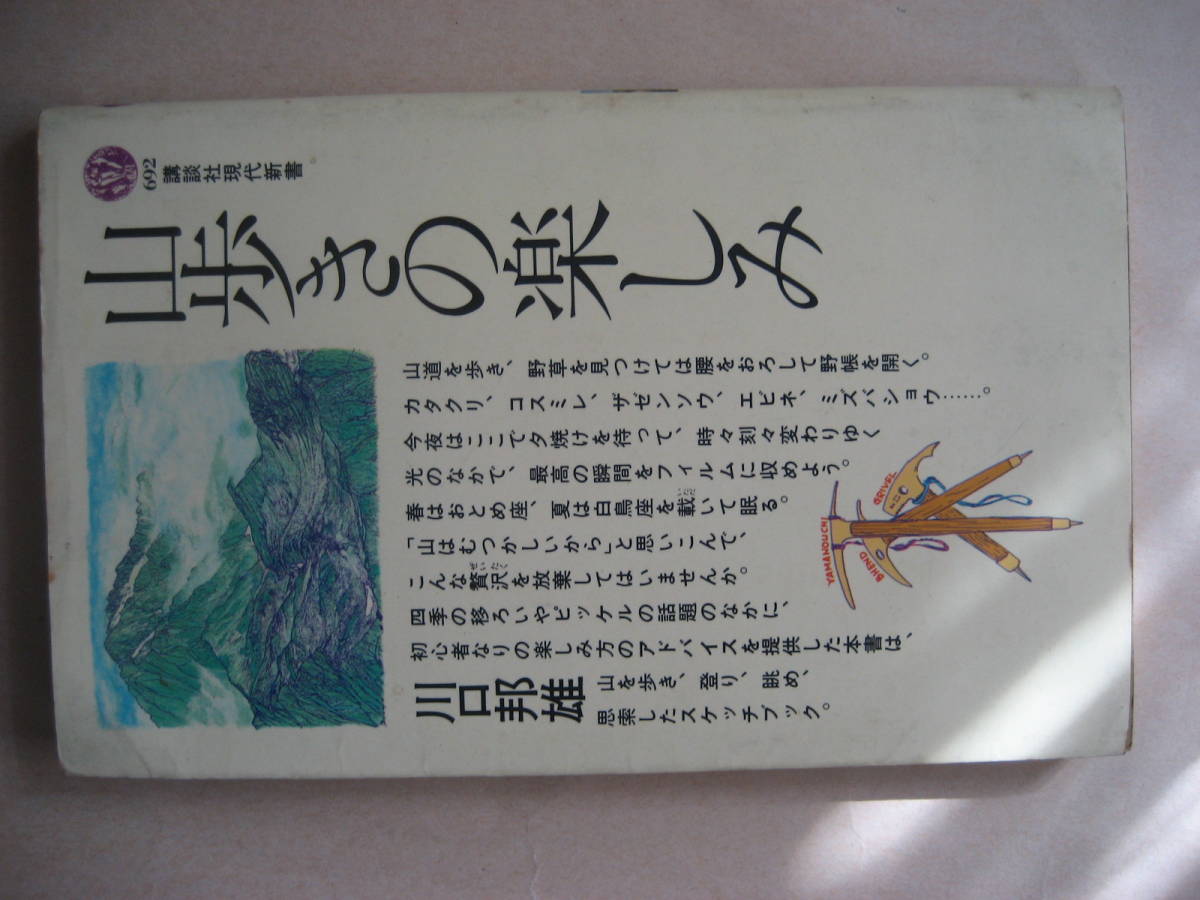 692
講談社現代新書
山歩きの楽しみ
山道を歩き、野草を見つけては腰をおろして野帳を開く。
カタクリ、コスミレ、ザゼンソウ、エビネ、ミズバショウ……。
今夜はここで夕焼けを待って、時々刻々変わりゆく
光のなかで、最高の瞬間をフィルムに収めよう。
春はおとめ座、夏は白鳥座を載いて眠る。
いただ
「山はむつかしいから」と思いこんで、
こんな贅沢を放棄してはいませんか。
ぜいたく
四季の移ろいやピッケルの話題のなかに、
初心者なりの楽しみ方のアドバイスを提供した本書は、
山を歩き、登り、眺め、
思索したスケッチブック。
川口邦雄
YAMANOUCHI
GRIVEL
BHEND